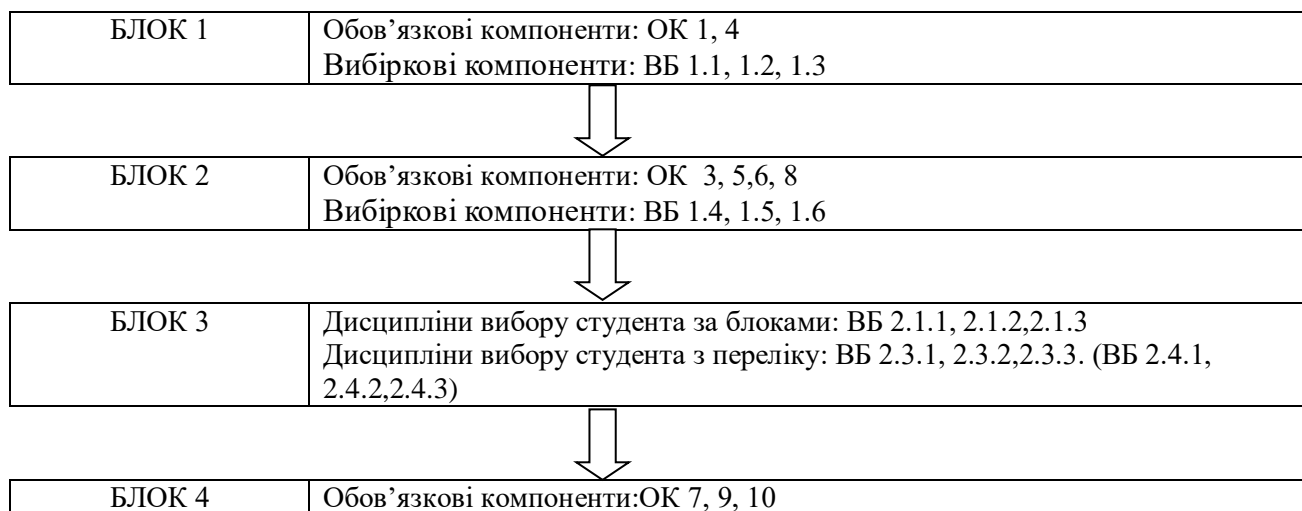 БЛОК 1
Обов’язкові компоненти: ОК 1, 4
Вибіркові компоненти: ВБ 1.1, 1.2, 1.3
БЛОК 2
Обов’язкові компоненти: ОК 3, 5,6, 8
Вибіркові компоненти: ВБ 1.4, 1.5, 1.6
БЛОК 3
Дисципліни вибору студента за блоками: ВБ 2.1.1, 2.1.2,2.1.3
Дисципліни вибору студента з переліку: ВБ 2.3.1, 2.3.2,2.3.3. (ВБ 2.4.1,
2.4.2,2.4.3)
БЛОК 4
Обов’язкові компоненти:ОК 7, 9, 10